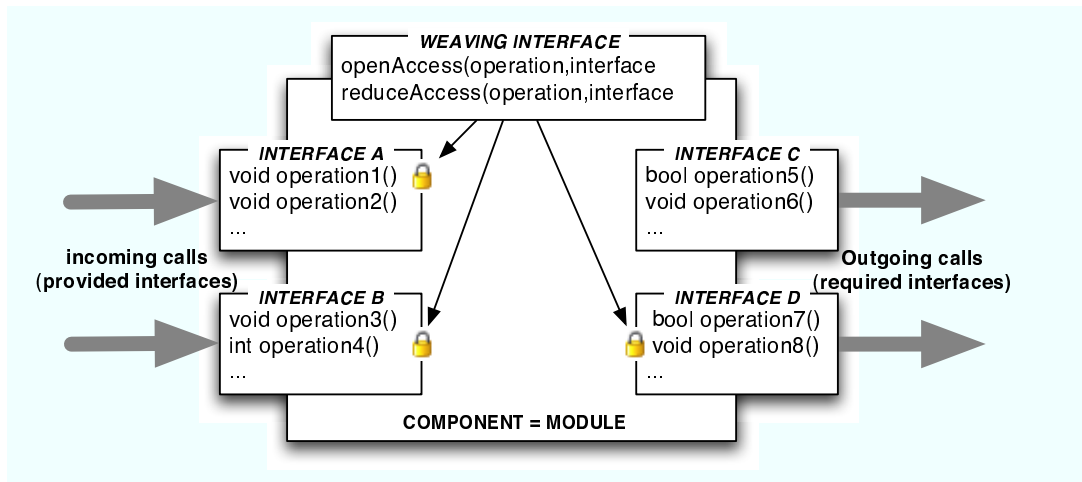 WEAVING INTERFACE
openAccess(operation,interface
reduceAccess(operation,interface
INTERFACE A
void operation1()
void operation2()
...
INTERFACE C
bool operation5()
void operation6()
...
incoming calls
(provided interfaces)
Outgoing calls
(required interfaces)
INTERFACE B
void operation3()
int operation4()
...
INTERFACE D
bool operation7()
void operation8()
...
COMPONENT = MODULE